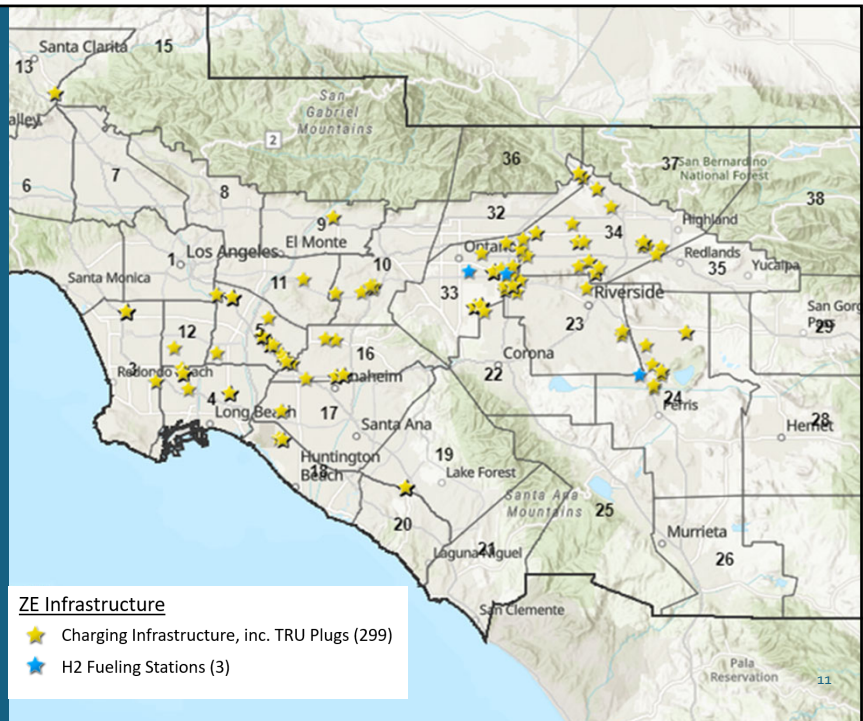 Santa Clarita
15
13
alley
San
Gabriel
Mountains
2
36
37
San Bernardino
National Forest
6
7
8
38
32
9
El Monte
Highland
34
1
Los Angeles
10
Ontario
Redlands
35
Yucaipa
Santa Monica
11
33
Riverside
San Gorg
Pass
29
12
5
23
3
Redondo Beach
16
Corona
Anaheim
22
4
Long Beach
17
24
Perris
28
Hemet
Santa Ana
Huntington
Beach
18
19
Lake Forest
Santa Ana
Mountains
25
20
Murrieta
26
21
Laguna Niguel
San Clemente
ZE Infrastructure
Charging Infrastructure, inc. TRU Plugs (299)
H2 Fueling Stations (3)
Pala
Reservation
11